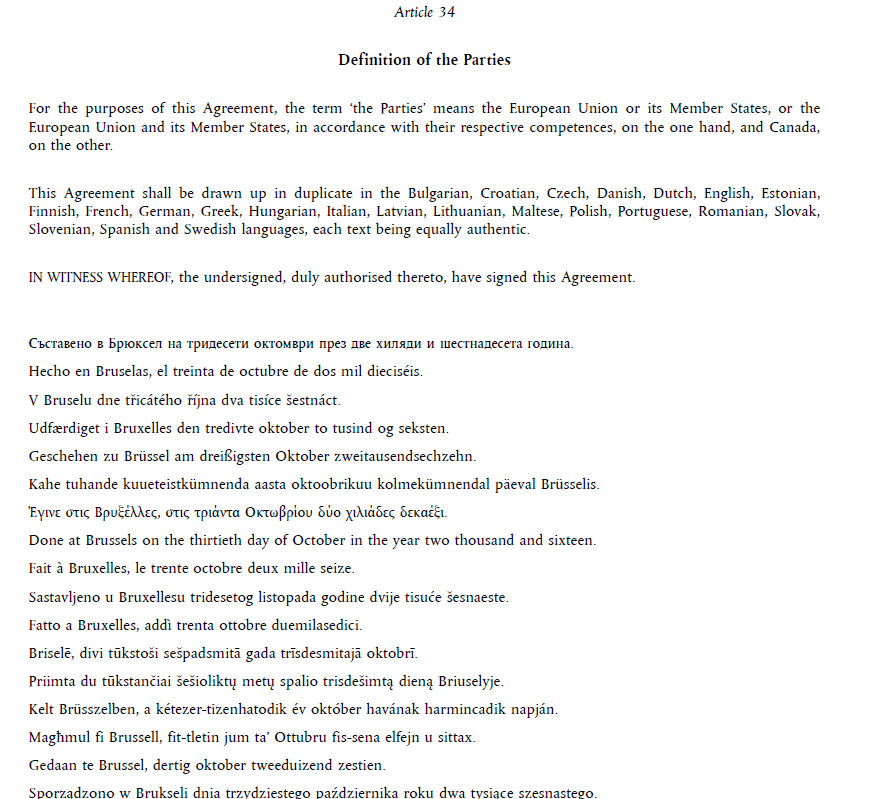 Article 34
Definition of the Parties
For the purposes of this Agreement, the term ‘the Parties’ means the European Union or its Member States, or the
European Union and its Member States, in accordance with their respective competences, on the one hand, and Canada,
on the other.
This Agreement shall be drawn up in duplicate in the Bulgarian, Croatian, Czech, Danish, Dutch, English, Estonian,
Finnish, French, German, Greek, Hungarian, Italian, Latvian, Lithuanian, Maltese, Polish, Portuguese, Romanian, Slovak,
Slovenian, Spanish and Swedish languages, each text being equally authentic.
IN WITNESS WHEREOF, the undersigned, duly authorised thereto, have signed this Agreement.
Съставено в Брюксел на тридесети октомври през две хиляди и шестнадесета година.
Hecho en Bruselas, el treinta de octubre de dos mil dieciséis.
V Bruselu dne třicátého října dva tisíce šestnáct.
Udfærdiget i Bruxelles den tredivte oktober to tusind og seksten.
Geschehen zu Brüssel am dreißigsten Oktober zweitausendsechzehn.
Kahe tuhande kuueteistkümnenda aasta oktoobrikuu kolmekümnendal päeval Brüsselis.
Έγινε στις Βρυξέλλες, στις τριάντα Οκτωβρίου δύο χιλιάδες δεκαέξι.
Done at Brussels on the thirtieth day of October in the year two thousand and sixteen.
Fait à Bruxelles, le trente octobre deux mille seize.
Sastavljeno u Bruxellesu tridesetog listopada godine dvije tisuće šesnaeste.
Fatto a Bruxelles, addì trenta ottobre duemilasedici.
Briselē, divi tūkstoši sešpadsmitā gada trīsdesmitajā oktobrī.
Priimta du tūkstančiai šešioliktų metų spalio trisdešimtą dieną Briuselyje.
Kelt Brüsszelben, a kétezer-tizenhatodik év október havának harmincadik napján.
Magħmul fi Brussell, fit-tletin jum ta’ Ottubru fis-sena elfejn u sittax.
Gedaan te Brussel, dertig oktober tweeduizend zestien.
Sporządzono w Brukseli dnia trzydziestego października roku dwa tysiące szesnastego.